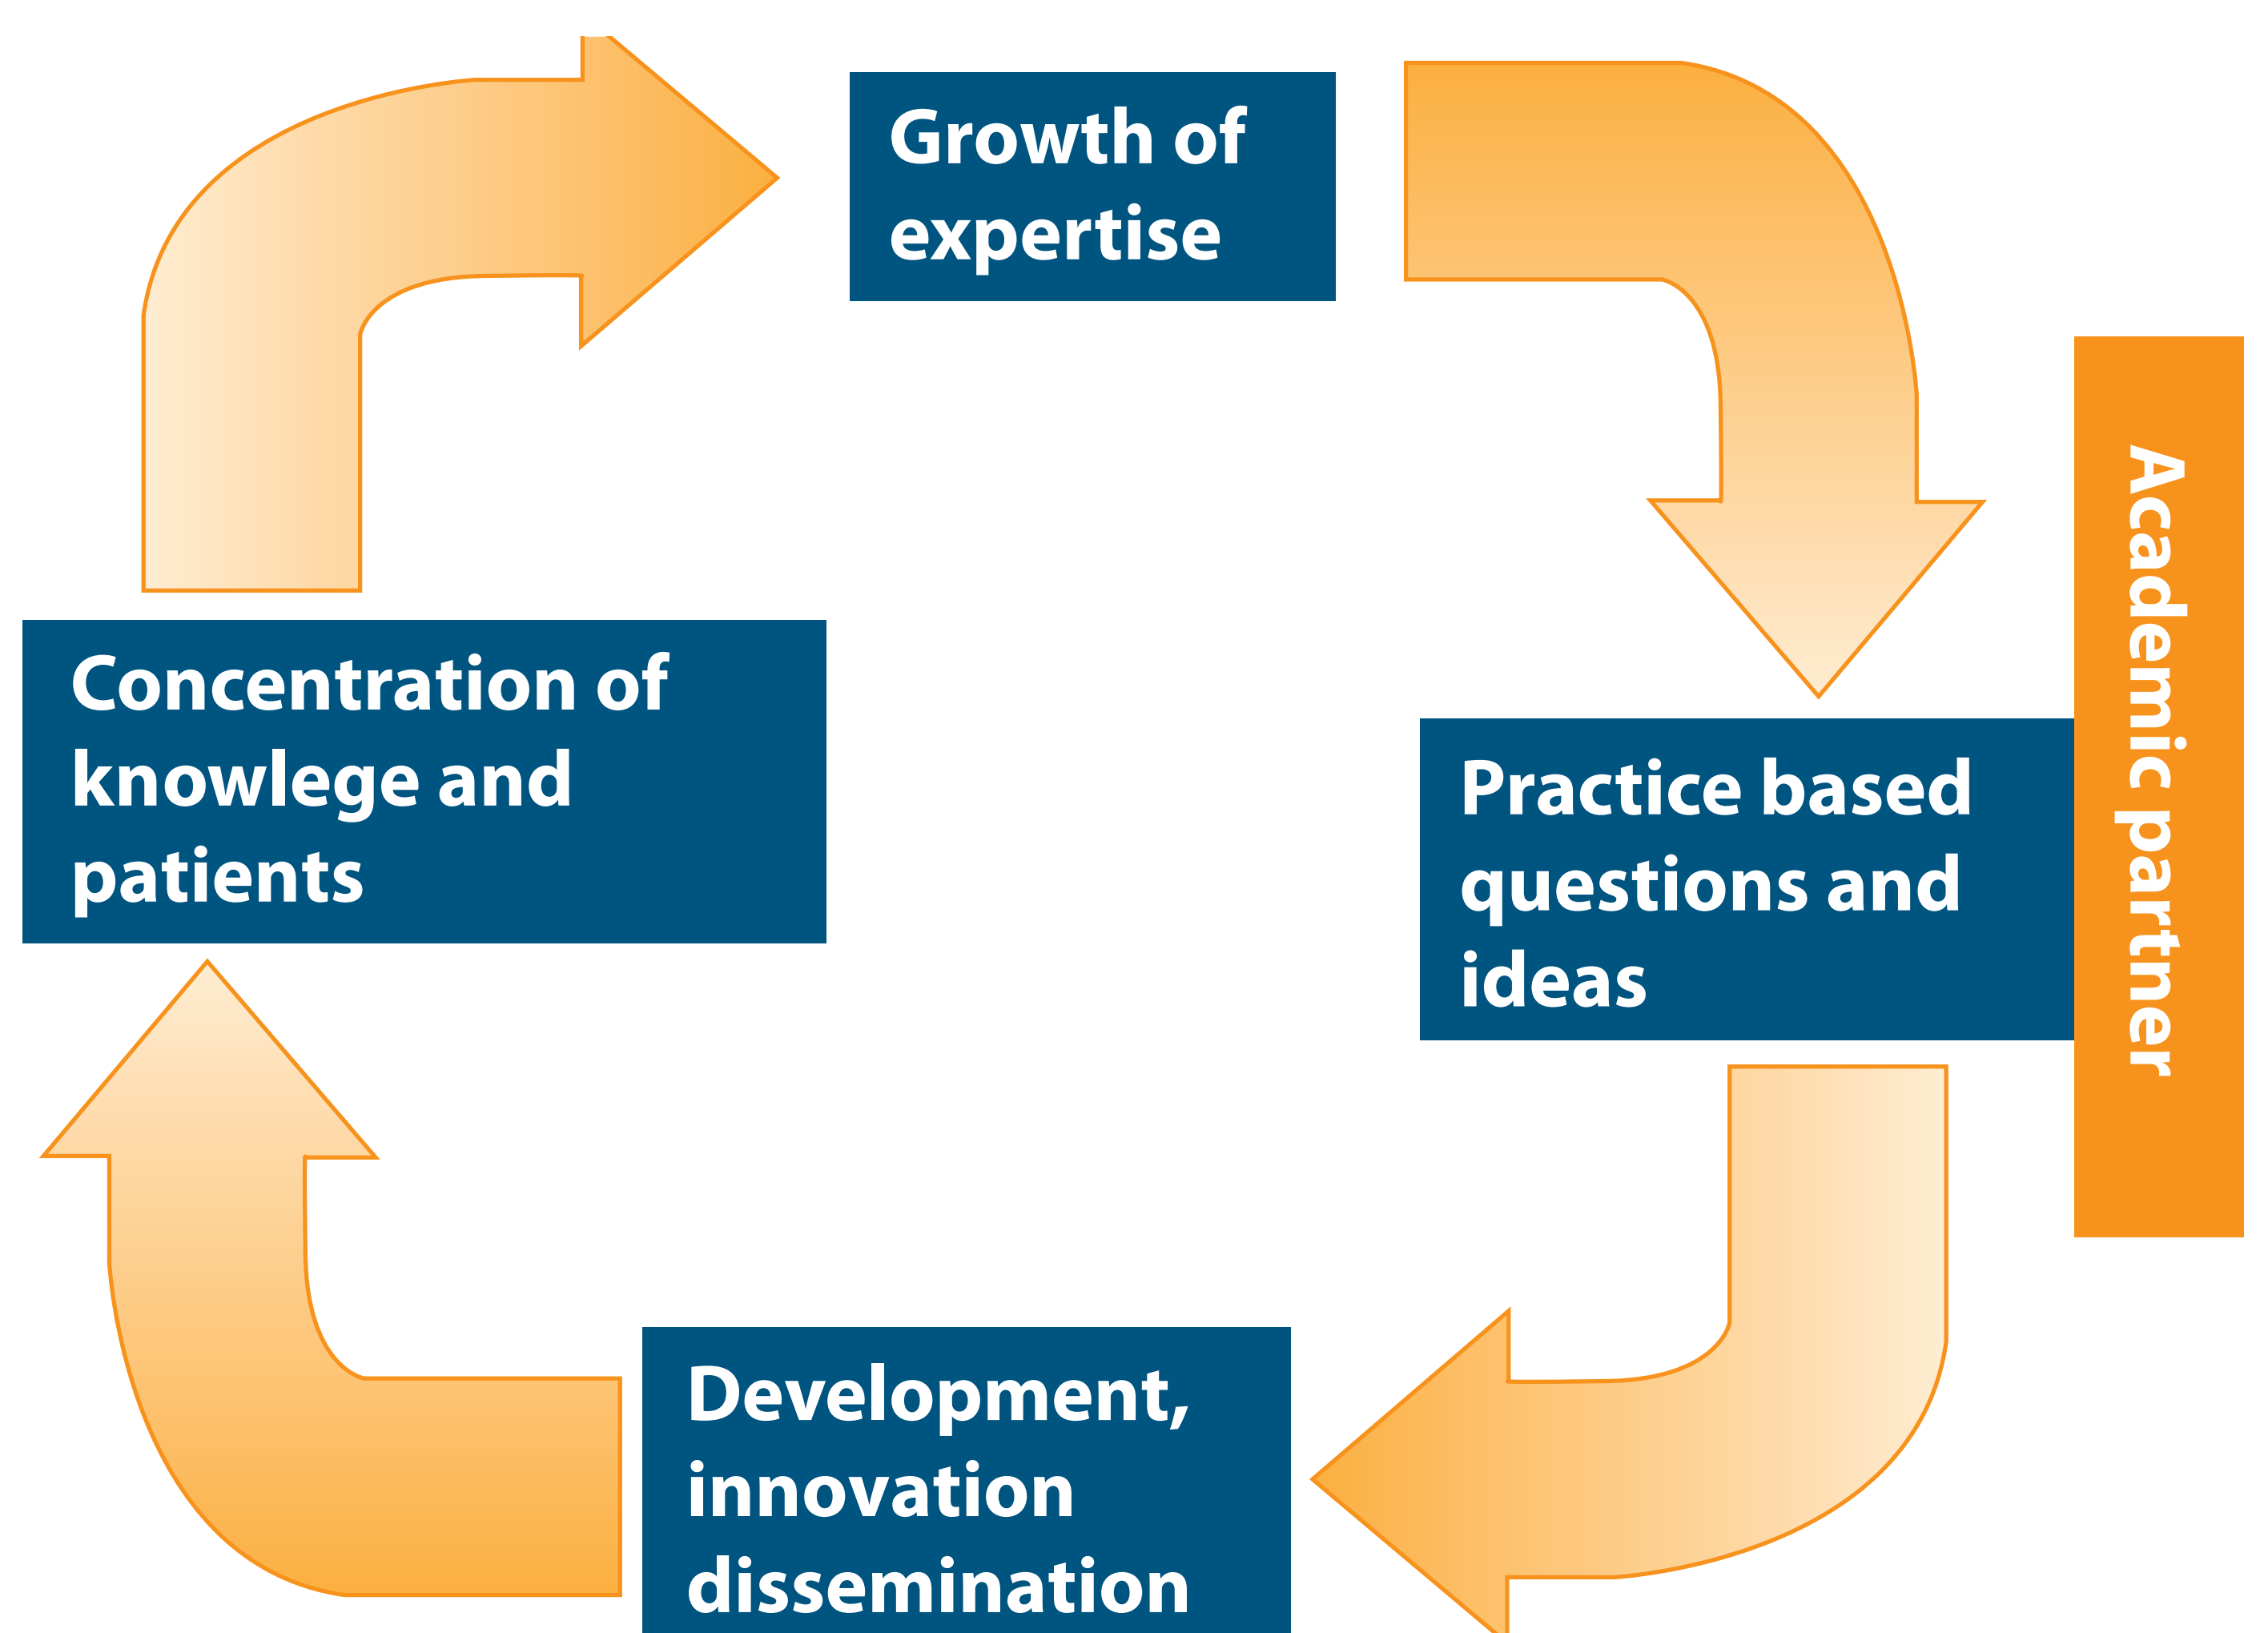 Growth of
expertise
Concentration of
knowlege and
patients
Practice based
questions and
ideas
Academic partner
Development,
innovation
dissemination